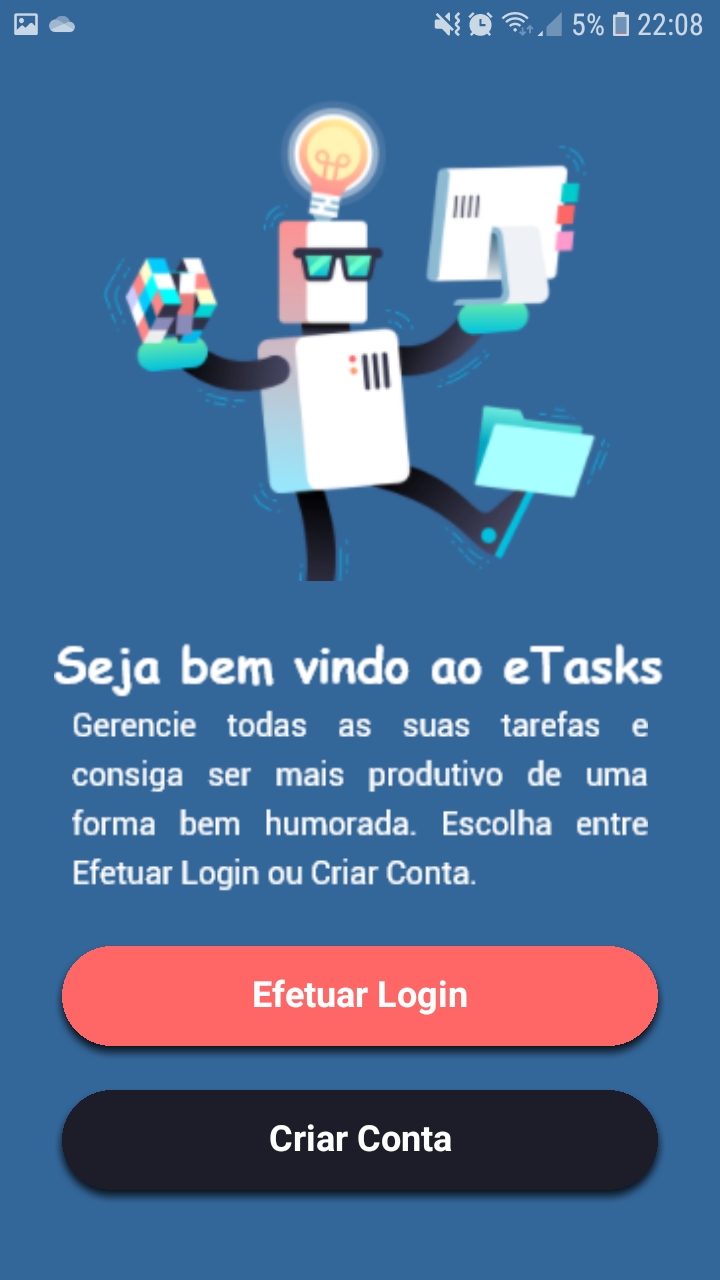 5% 22:08
Seja bem vindo ao eTasks
Gerencie todas as suas tarefas e
consiga ser mais produtivo de uma
forma bem humorada. Escolha entre
Efetuar Login ou Criar Conta.
Efetuar Login
Criar Conta